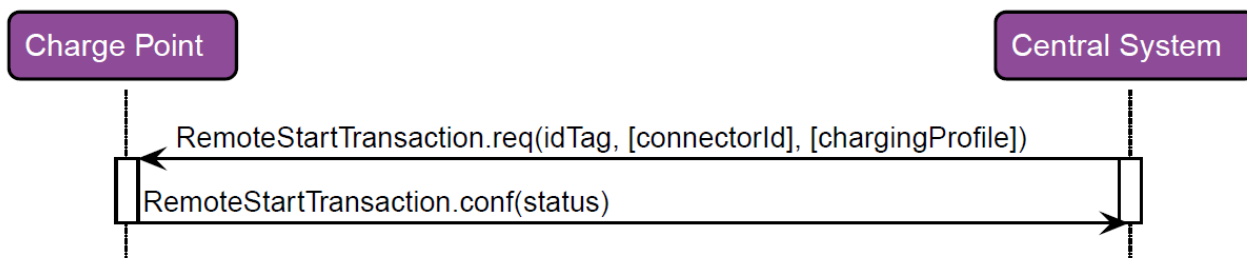 Charge Point
Central System
RemoteStartTransaction.req(idTag, [connectorId], [chargingProfile])
RemoteStartTransaction.conf(status)